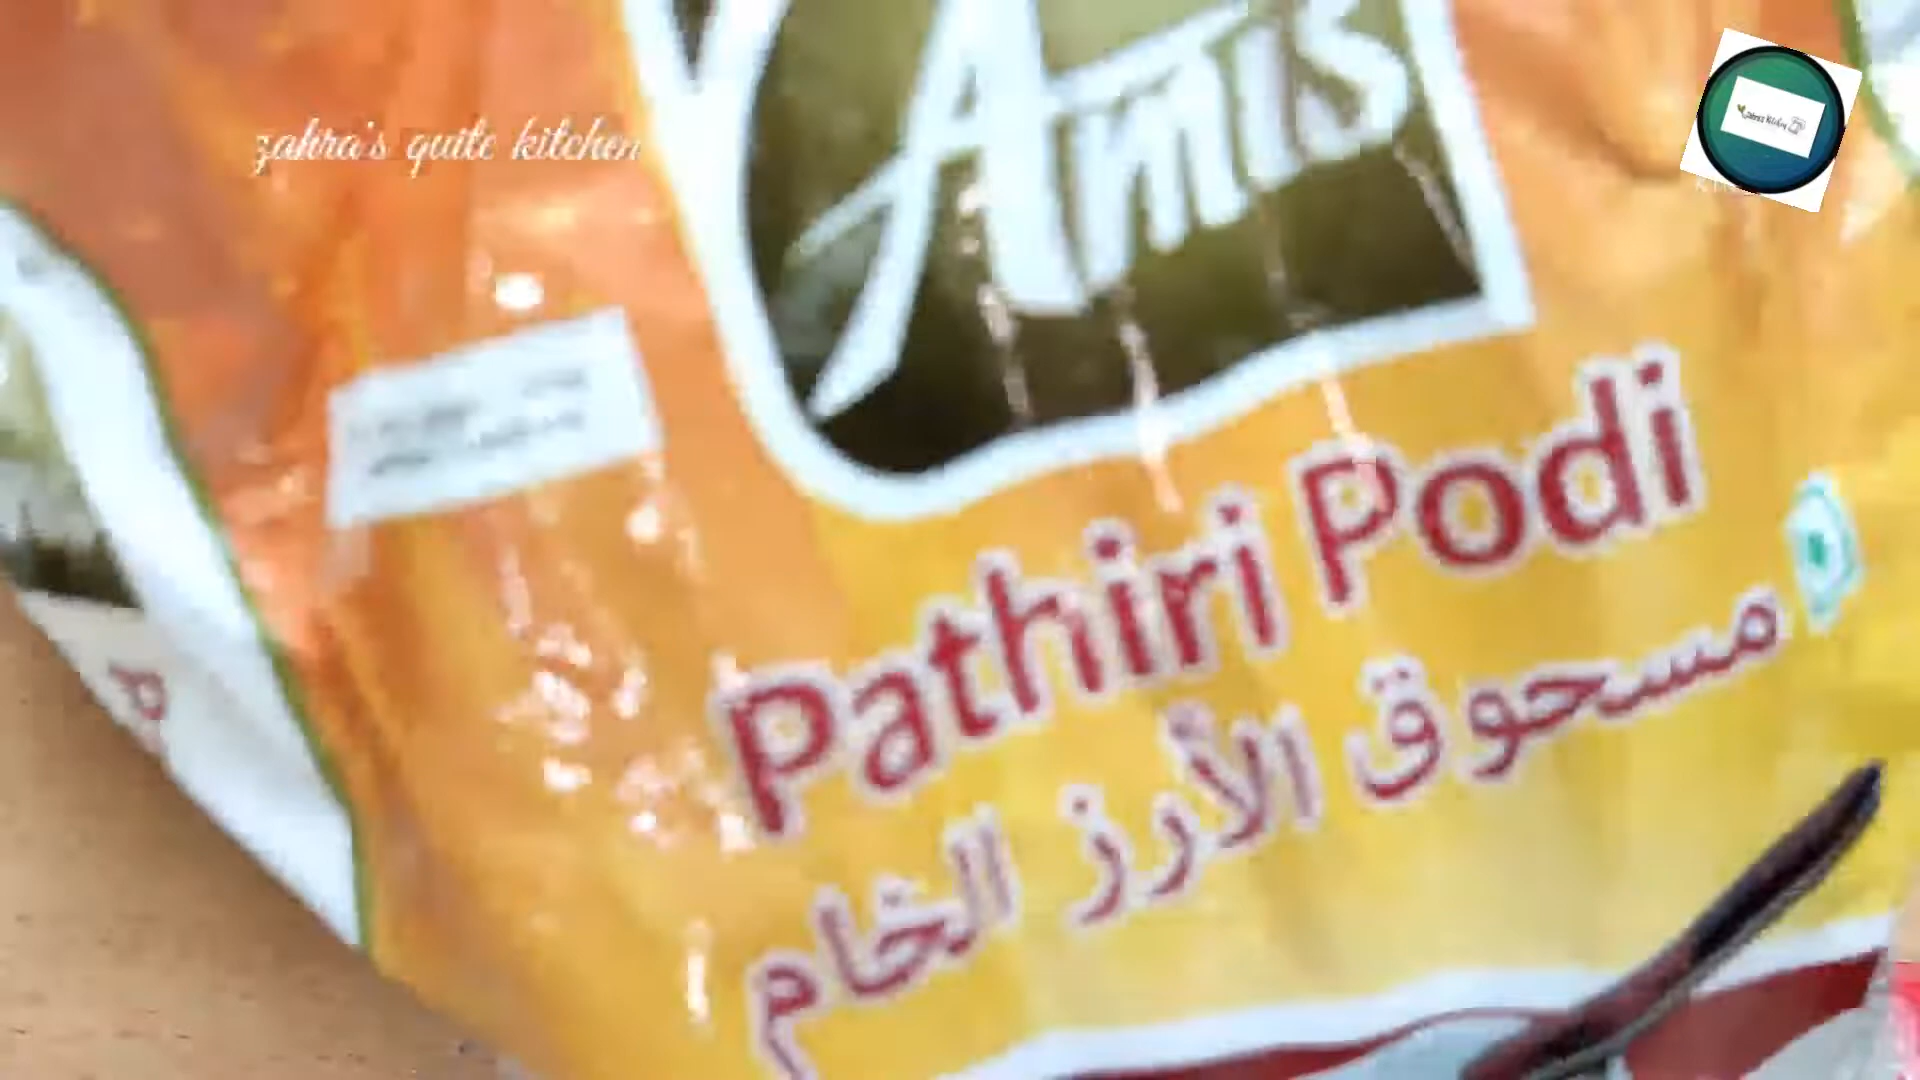 zahra's quite kitchen
Amis
Pathiri Podi
مسحوق الأرز الخام